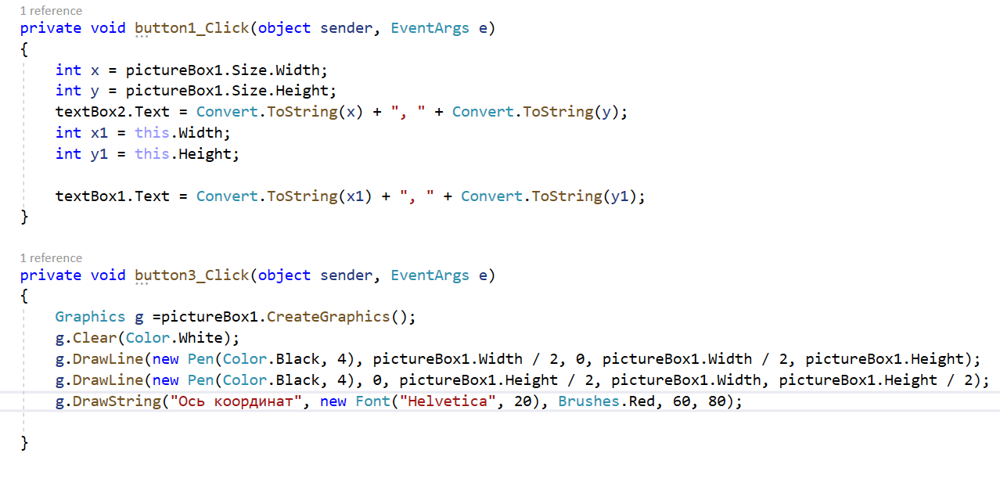 1 reference
private void button1_Click(object sender, EventArgs e)
{
    int x = pictureBox1.Size.Width;
    int y = pictureBox1.Size.Height;
    textBox2.Text = Convert.ToString(x) + ", " + Convert.ToString(y);
    int x1 = this.Width;
    int y1 = this.Height;

    textBox1.Text = Convert.ToString(x1) + ", " + Convert.ToString(y1);
}

1 reference
private void button3_Click(object sender, EventArgs e)
{
    Graphics g =pictureBox1.CreateGraphics();
    g.Clear(Color.White);
    g.DrawLine(new Pen(Color.Black, 4), pictureBox1.Width / 2, 0, pictureBox1.Width / 2, pictureBox1.Height);
    g.DrawLine(new Pen(Color.Black, 4), 0, pictureBox1.Height / 2, pictureBox1.Width, pictureBox1.Height / 2);
    g.DrawString("Ось координат", new Font("Helvetica", 20), Brushes.Red, 60, 80);

}